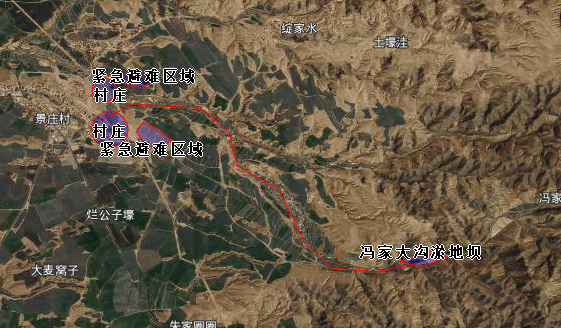 绽家水
土壕洼
紧急避难区域
村庄
景庄村
村庄
紧急避难区域
冯家
烂公子壕
冯家大沟淤地坝
大麦窝子
朱家圈圈